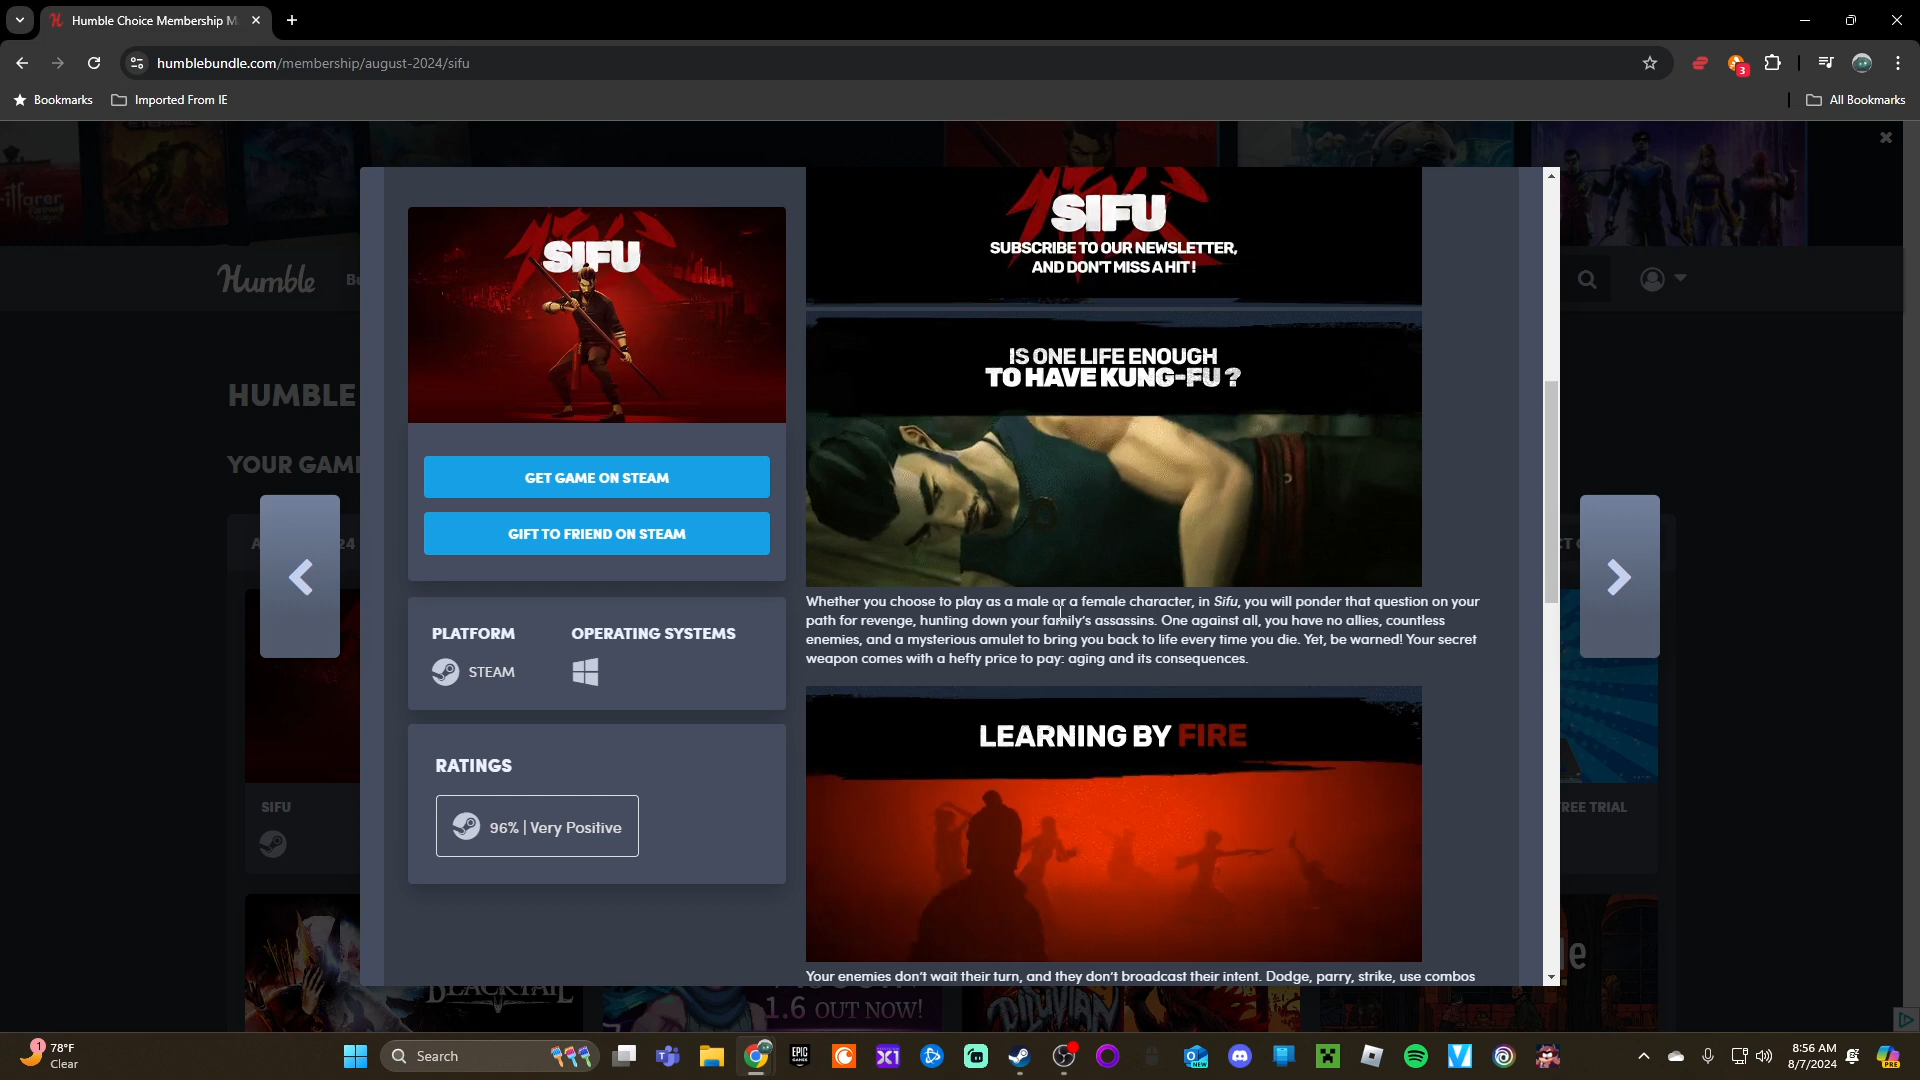 Humble Choice Membership M
humblebundle.com/membership/august-2024/sifu
3
Bookmarks
Imported From IE
All Bookmarks
Humble
Bu
HUMBLE
YOUR GAM
SIFU
GET GAME ON STEAM
GIFT TO FRIEND ON STEAM
PLATFORM
OPERATING SYSTEMS
STEAM
RATINGS
96% | Very Positive
SIFU
SUBSCRIBE TO OUR NEWSLETTER,
AND DON'T MISS A HIT!
IS ONE LIFE ENOUGH
TO HAVE KUNG-FU?
Whether you choose to play as a male or a female character, in Sifu, you will ponder that question on your
path for revenge, hunting down your family's assassins. One against all, you have no allies, countless
enemies, and a mysterious amulet to bring you back to life every time you die. Yet, be warned! Your secret
weapon comes with a hefty price to pay: aging and its consequences.
LEARNING BY FIRE
Your enemies don't wait their turn, and they don't broadcast their intent. Dodge, parry, strike, use combos
SIFU
REE TRIAL
BLACKTAIL
1.6 OUT NOW!
78°F
Clear
Search
EPIC
GAMES
8:56 AM
8/7/2024